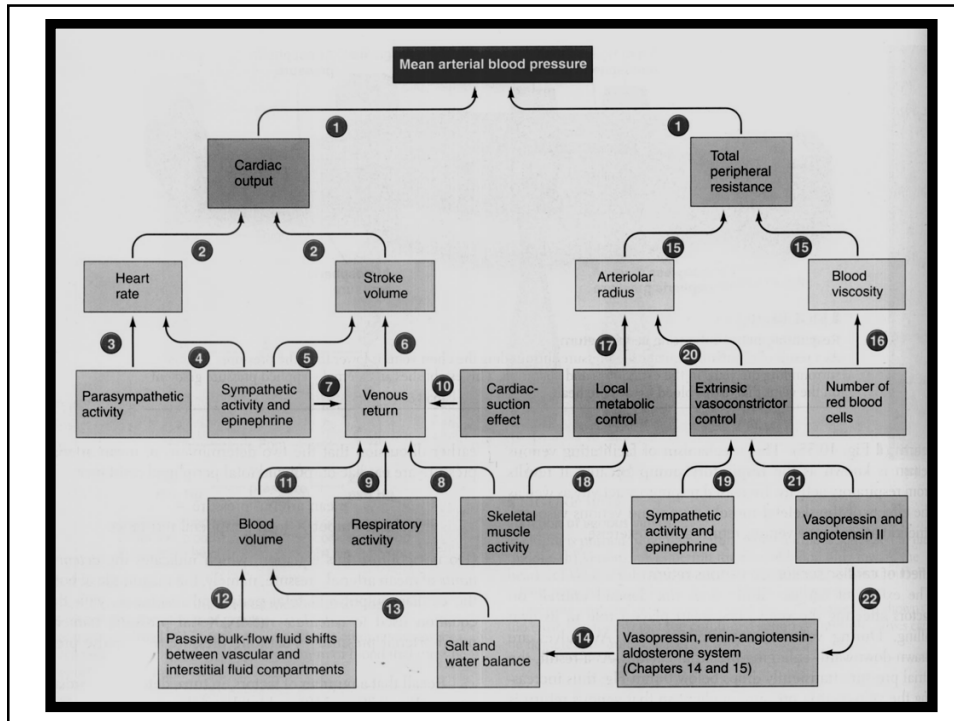 Mean arterial blood pressure
1
1
Cardiac
output
Total
peripheral
resistance
2
2
15
15
Heart
rate
Stroke
volume
Arteriolar
radius
Blood
viscosity
3
4
5
6
17
20
16
Parasympathetic
activity
Sympathetic
activity and
epinephrine
7
Venous
return
10
Cardiac-
suction
effect
Local
metabolic
control
Extrinsic
vasoconstrictor
control
Number of
red blood
cells
11
9
8
18
19
21
Blood
volume
Respiratory
activity
Skeletal
muscle
activity
Sympathetic
activity and
epinephrine
Vasopressin and
angiotensin II
12
13
14
22
Passive bulk-flow fluid shifts
between vascular and
interstitial fluid compartments
Salt and
water balance
Vasopressin, renin-angiotensin-
aldosterone system
(Chapters 14 and 15)